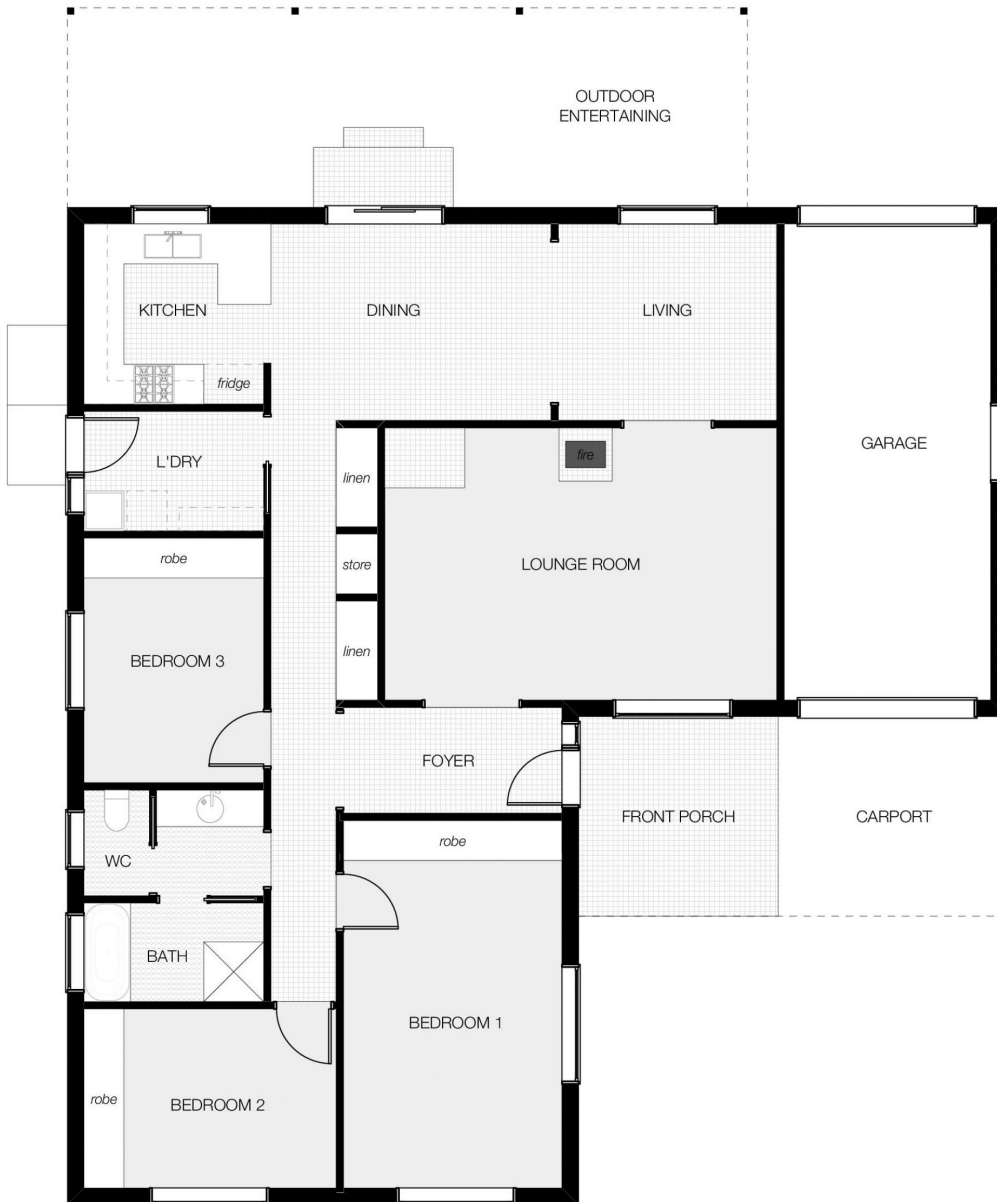 OUTDOOR
ENTERTAINING
KITCHEN
DINING
LIVING
fridge
GARAGE
L'DRY
linen
fire
robe
store
LOUNGE ROOM
linen
BEDROOM 3
FOYER
FRONT PORCH
CARPORT
WC
robe
BATH
BEDROOM 1
robe
BEDROOM 2